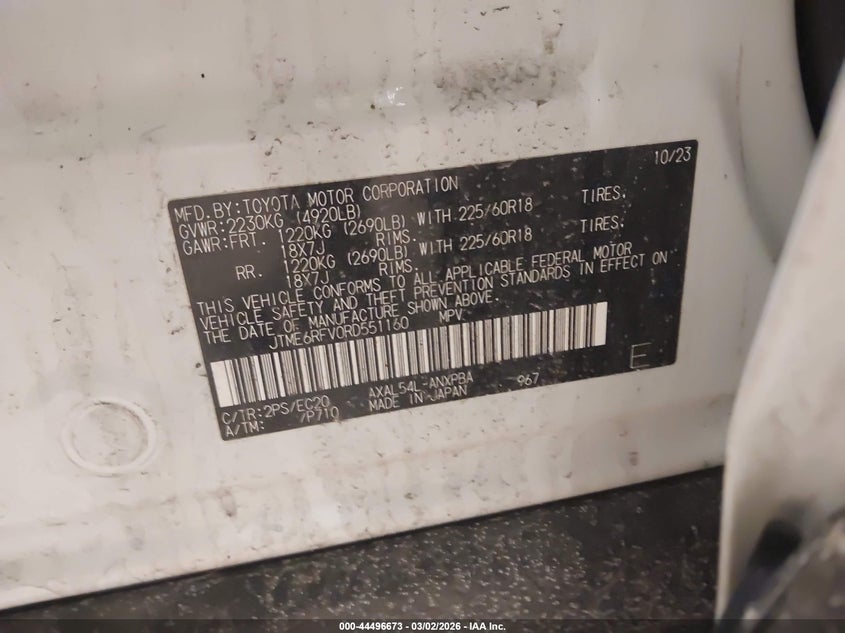 10/23
MFD.BY:TOYOTA MOTOR CORPORATION
GVWR:2230KG (4920LB)
GAWR:FRT. 1220KG (2690LB) WITH 225/60R18 TIRES.
18X7J RIMS.
RR. 1220KG (2690LB) WITH 225/60R18 TIRES.
18X7J RIMS.
THIS VEHICLE CONFORMS TO ALL APPLICABLE FEDERAL MOTOR
VEHICLE SAFETY AND THEFT PREVENTION STANDARDS IN EFFECT ON
THE DATE OF MANUFACTURE SHOWN ABOVE.
JTME6RFV0RD551160 MPV
E
C/TR:2PS/EC20 AXAL54L-ANXPBA 967
A/TM: /P710 MADE IN JAPAN
000-44496673 - 03/02/2026 - IAA Inc.